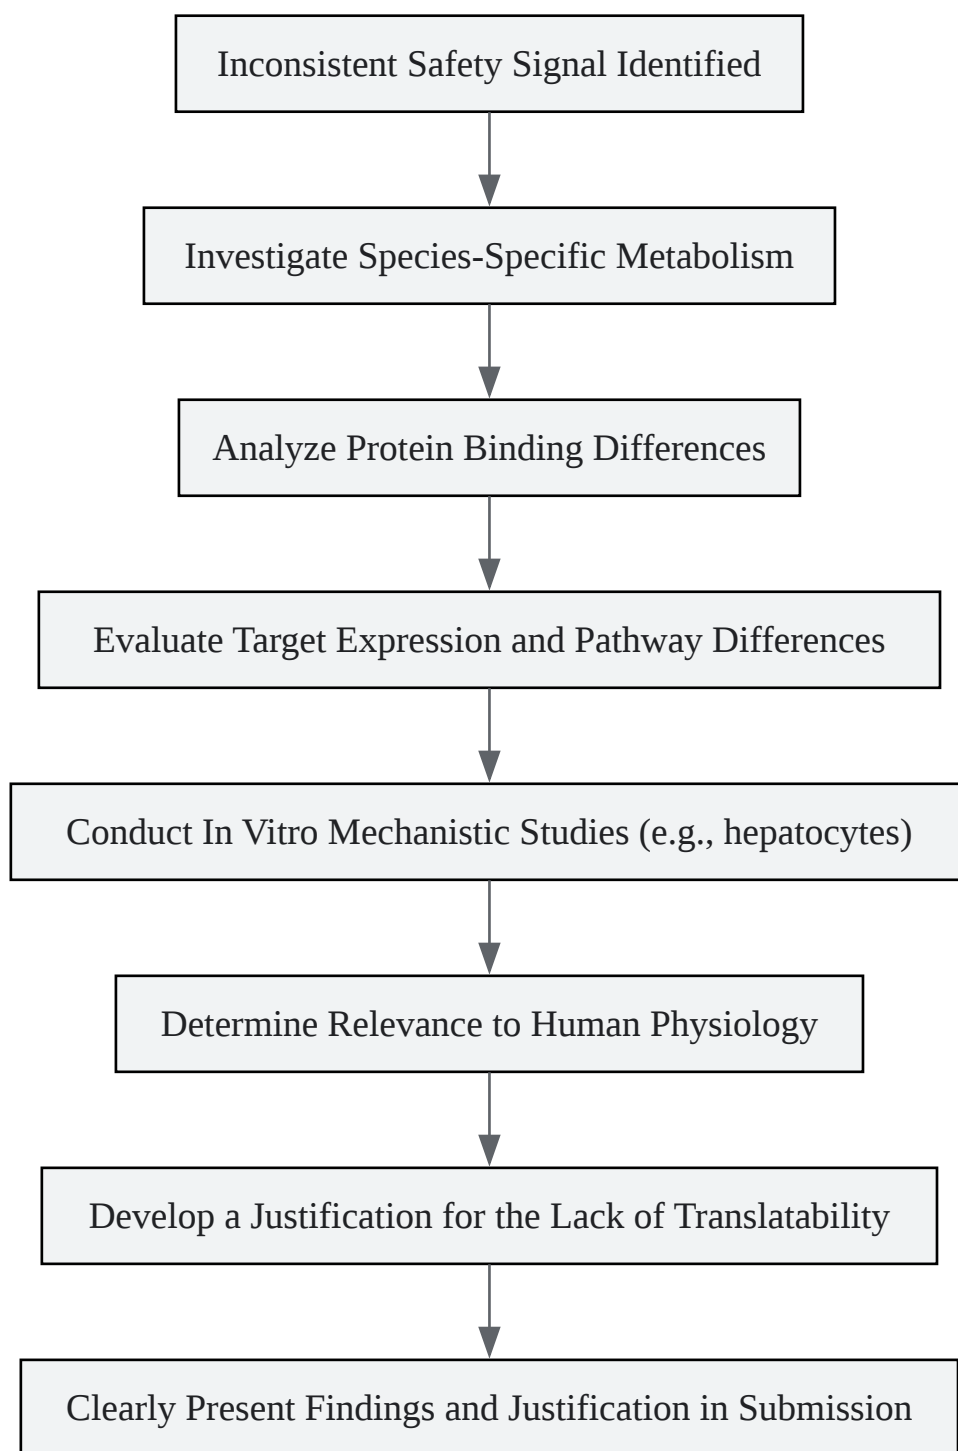 Inconsistent Safety Signal Identified
Investigate Species-Specific Metabolism
Analyze Protein Binding Differences
Evaluate Target Expression and Pathway Differences
Conduct In Vitro Mechanistic Studies (e.g., hepatocytes)
Determine Relevance to Human Physiology
Develop a Justification for the Lack of Translatability
Clearly Present Findings and Justification in Submission